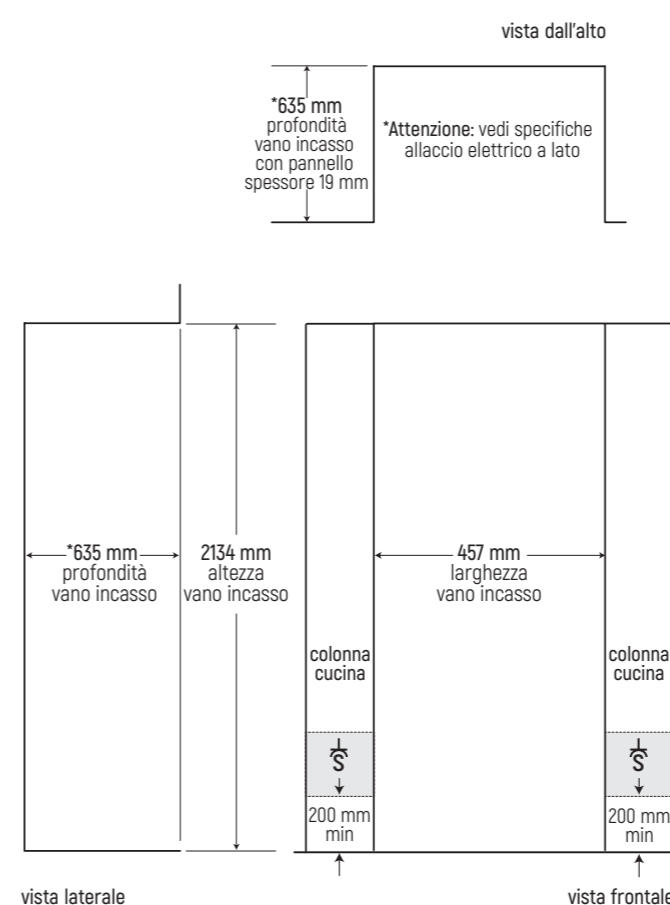 vista dall'alto
*635 mm
profondità
vano incasso
con pannello
spessore 19 mm
*Attenzione: vedi specifiche
allaccio elettrico a lato
*635 mm
profondità
vano incasso
2134 mm
altezza
vano incasso
457 mm
larghezza
vano incasso
colonna
cucina
colonna
cucina
S
S
200 mm
min
200 mm
min
vista laterale
vista frontale